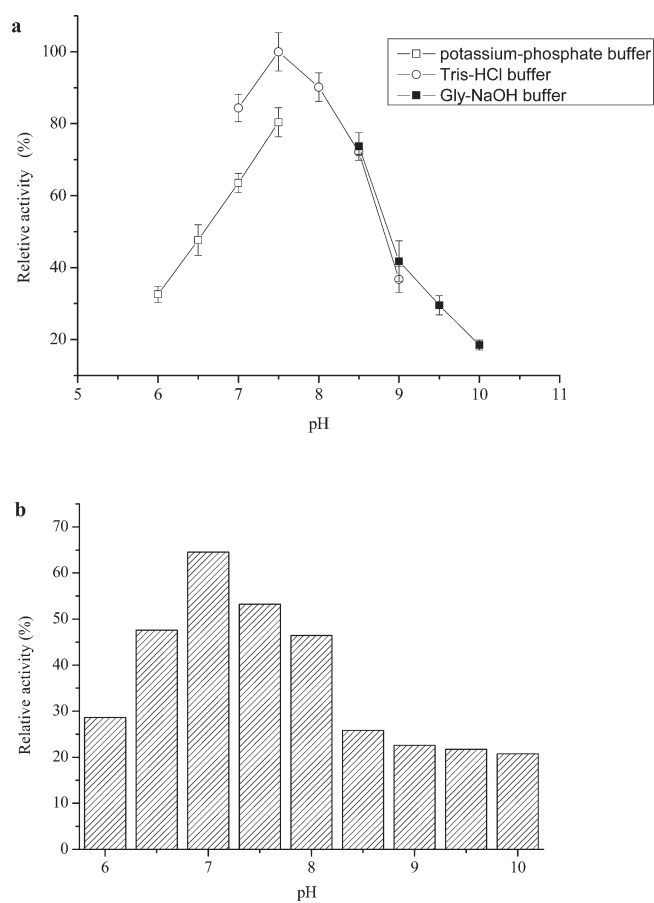 a
potassium-phosphate buffer
Tris-HCl buffer
Gly-NaOH buffer
Reletive activity (%)
100
80
60
40
20
5 6 7 8 9 10 11
pH
b
Relative activity (%)
70
60
50
40
30
20
10
0
6 7 8 9 10
pH